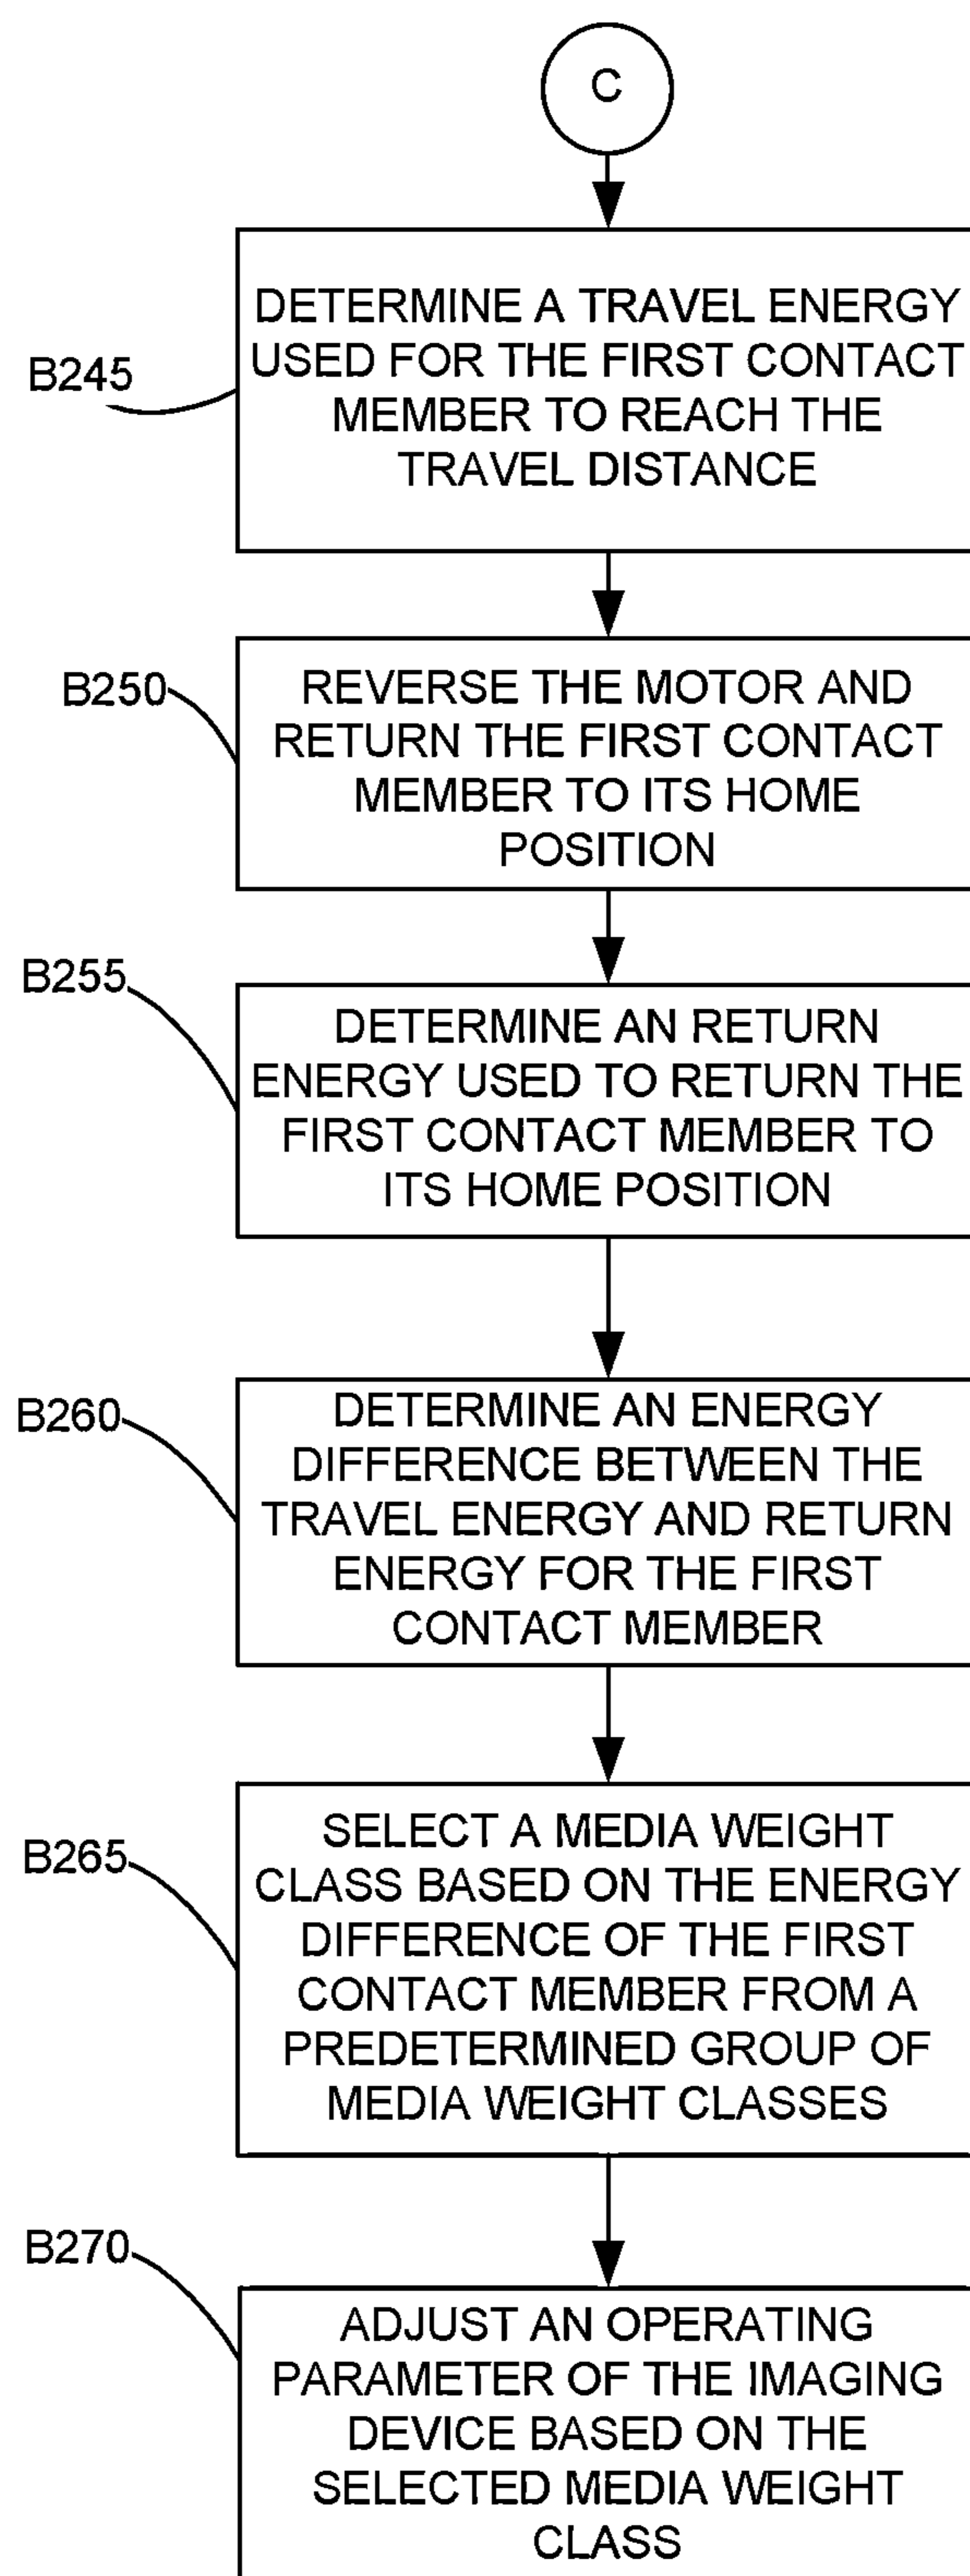 C
B245
DETERMINE A TRAVEL ENERGY
USED FOR THE FIRST CONTACT
MEMBER TO REACH THE
TRAVEL DISTANCE
B250
REVERSE THE MOTOR AND
RETURN THE FIRST CONTACT
MEMBER TO ITS HOME
POSITION
B255
DETERMINE AN RETURN
ENERGY USED TO RETURN THE
FIRST CONTACT MEMBER TO
ITS HOME POSITION
B260
DETERMINE AN ENERGY
DIFFERENCE BETWEEN THE
TRAVEL ENERGY AND RETURN
ENERGY FOR THE FIRST
CONTACT MEMBER
B265
SELECT A MEDIA WEIGHT
CLASS BASED ON THE ENERGY
DIFFERENCE OF THE FIRST
CONTACT MEMBER FROM A
PREDETERMINED GROUP OF
MEDIA WEIGHT CLASSES
B270
ADJUST AN OPERATING
PARAMETER OF THE IMAGING
DEVICE BASED ON THE
SELECTED MEDIA WEIGHT
CLASS